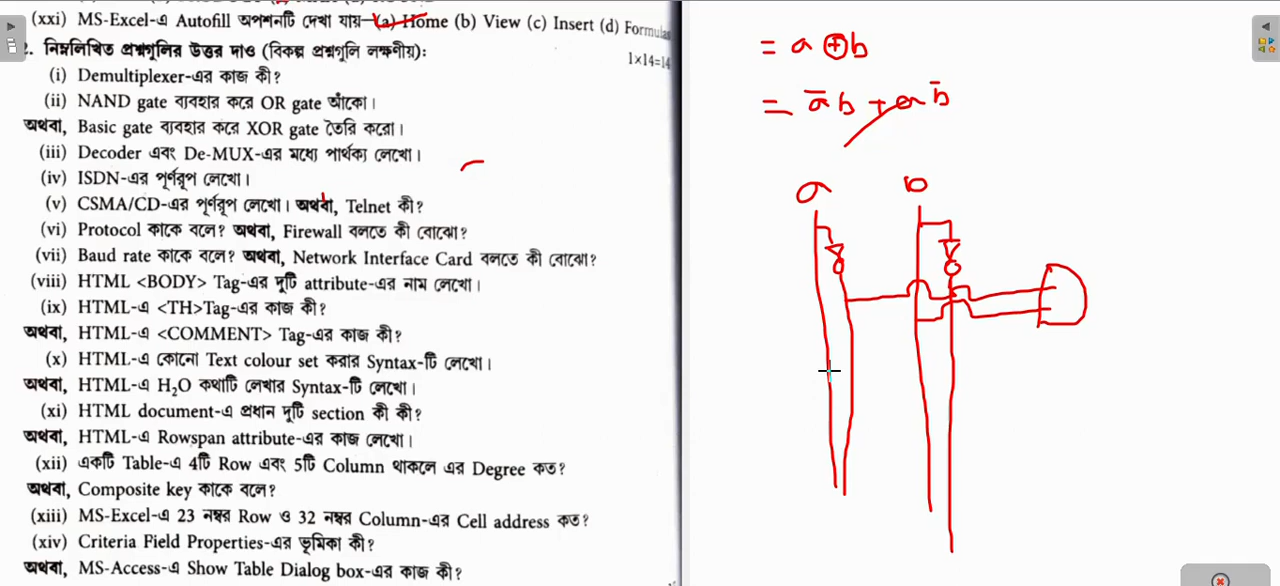 (xxi) MS-Excel-এ Autofill অপশনটি দেখা যায়—(a) Home (b) View (c) Insert (d) Formulas
2. নিম্নলিখিত প্রশ্নগুলির উত্তর দাও (বিকল্প প্রশ্নগুলি লক্ষণীয়): 1×14=14
(i) Demultiplexer-এর কাজ কী?
(ii) NAND gate ব্যবহার করে OR gate আঁকো।
অথবা, Basic gate ব্যবহার করে XOR gate তৈরি করো।
(iii) Decoder এবং De-MUX-এর মধ্যে পার্থক্য লেখো।
(iv) ISDN-এর পূর্ণরূপ লেখো।
(v) CSMA/CD-এর পূর্ণরূপ লেখো। অথবা, Telnet কী?
(vi) Protocol কাকে বলে? অথবা, Firewall বলতে কী বোঝো?
(vii) Baud rate কাকে বলে? অথবা, Network Interface Card বলতে কী বোঝো?
(viii) HTML <BODY> Tag-এর দুটি attribute-এর নাম লেখো।
(ix) HTML-এ <TH>Tag-এর কাজ কী?
অথবা, HTML-এ <COMMENT> Tag-এর কাজ কী?
(x) HTML-এ কোনো Text colour set করার Syntax-টি লেখো।
অথবা, HTML-এ H₂O কথাটি লেখার Syntax-টি লেখো।
(xi) HTML document-এ প্রধান দুটি section কী কী?
অথবা, HTML-এ Rowspan attribute-এর কাজ লেখো।
(xii) একটি Table-এ 4টি Row এবং 5টি Column থাকলে এর Degree কত?
অথবা, Composite key কাকে বলে?
(xiii) MS-Excel-এ 23 নম্বর Row ও 32 নম্বর Column-এর Cell address কত?
(xiv) Criteria Field Properties-এর ভূমিকা কী?
অথবা, MS-Access-এ Show Table Dialog box-এর কাজ কী?
= a ⊕ b
= a̅ b + a b̅
a b